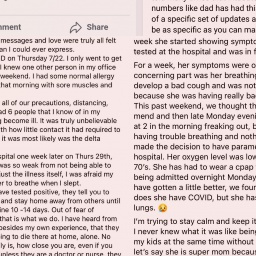 mment
Share
messages and love were truly all felt
an I could ever express.
D on Thursday 7/22. I only went to get
I knew one other person in my office
weekend. I had some normal allergy
that morning with sore muscles and
all of our precautions, distancing,
d 6 people that I know of in my
g become ill. It was truly unbelievable
th how little contact it had required to
it was most likely the delta
spital one week later on Thurs 29th,
was so weak from not being able to
just the illness itself, I was afraid my
r to breathe when I slept.
ave tested positive, they tell you to
and stay home away from others until
ine 10 -14 days. Out of fear of
that is what we do. I have heard from
besides my own experience, that they
ing to die there at home, alone. No
ly is, how close you are, even if you
unless they are a doctor or nurse, they
numbers like dad has had thi
of a specific set of updates a
be as specific as you can ma
week she started showing sympto
tested at the hospital and was in f
For a week, her symptoms were o
concerning part was her breathing
develop a bad cough and was not
because she was having really bad
This past weekend, we thought th
mend and then late Monday eveni
at 2 in the morning freaking out, b
having trouble breathing and noth
made the decision to have parame
hospital. Her oxygen level was low
70's. She has had to wear a cpap
being admitted overnight Monday
have gotten a little better, we foun
does have COVID, but she has
lungs. 😢
I'm trying to stay calm and keep it
I never knew what it was like being
my kids at the same time without
let's say she is super mom because